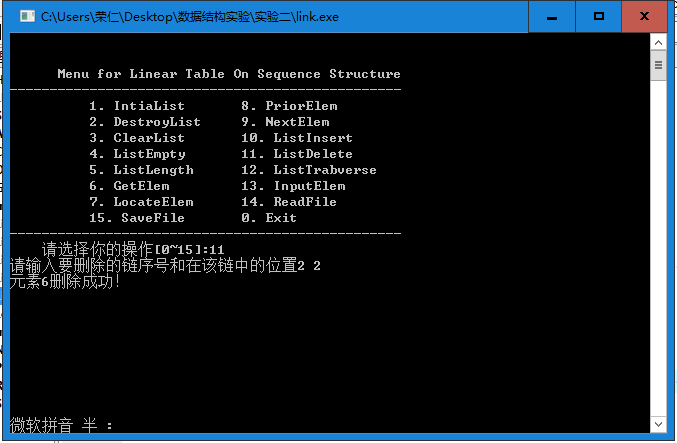 C:\Users\荣仁\Desktop\数据结构实验\实验二\link.exe
Menu for Linear Table On Sequence Structure
1. IntiaList 8. PriorElem
2. DestroyList 9. NextElem
3. ClearList 10. ListInsert
4. ListEmpty 11. ListDelete
5. ListLength 12. ListTrabverse
6. GetElem 13. InputElem
7. LocateElem 14. ReadFile
15. SaveFile 0. Exit
请选择你的操作[0~15]:11
请输入要删除的链序号和在该链中的位置2 2
元素6删除成功!
微软拼音 半 :